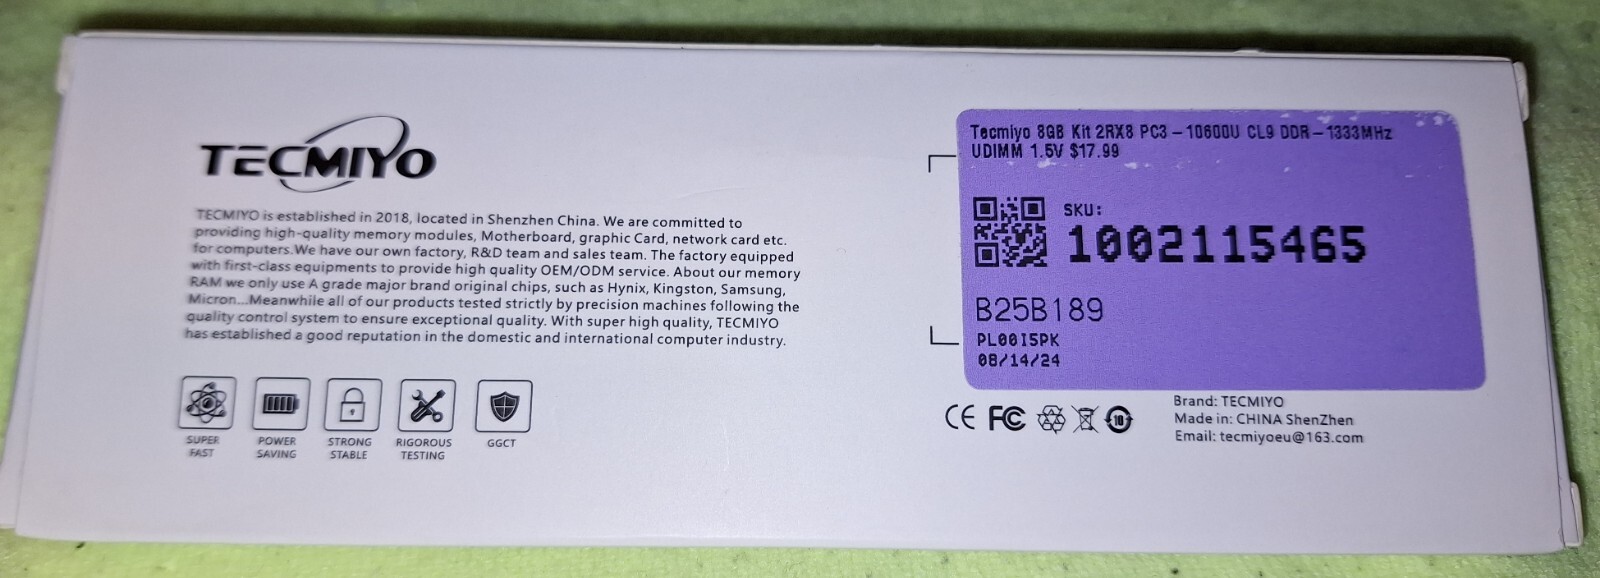 TECMIYO
TECMIYO is established in 2018, located in Shenzhen China. We are committed to
providing high-quality memory modules, Motherboard, graphic Card, network card etc.
for computers.We have our own factory, R&D team and sales team. The factory equipped
with first-class equipments to provide high quality OEM/ODM service. About our memory
RAM we only use A grade major brand original chips, such as Hynix, Kingston, Samsung,
Micron...Meanwhile all of our products tested strictly by precision machines following the
quality control system to ensure exceptional quality. With super high quality, TECMIYO
has established a good reputation in the domestic and international computer industry.
SUPER
FAST
POWER
SAVING
STRONG
STABLE
RIGOROUS
TESTING
GGCT
Tecmiyo 8GB Kit 2RX8 PC3-10600U CL9 DDR-1333MHz
UDIMM 1.5V $17.99
SKU:
1002115465
B25B189
PL00I5PK
08/14/24
CE FC 10
Brand: TECMIYO
Made in: CHINA ShenZhen
Email: tecmiyoeu@163.com